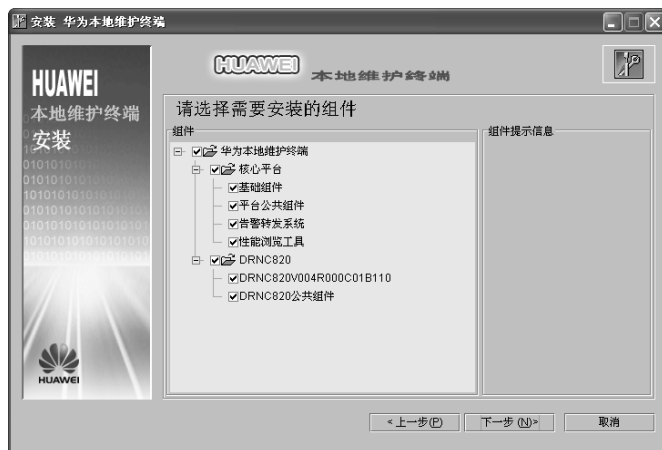 安装 华为本地维护终端
HUAWEI
本地维护终端
安装
HUAWEI
HUAWEI 本地维护终端
请选择需要安装的组件
组件
华为本地维护终端
核心平台
基础组件
平台公共组件
告警转发系统
性能浏览工具
DRNC820
DRNC820V004R000C01B110
DRNC820公共组件
组件提示信息
<上一步(P)
下一步 (N)>
取消